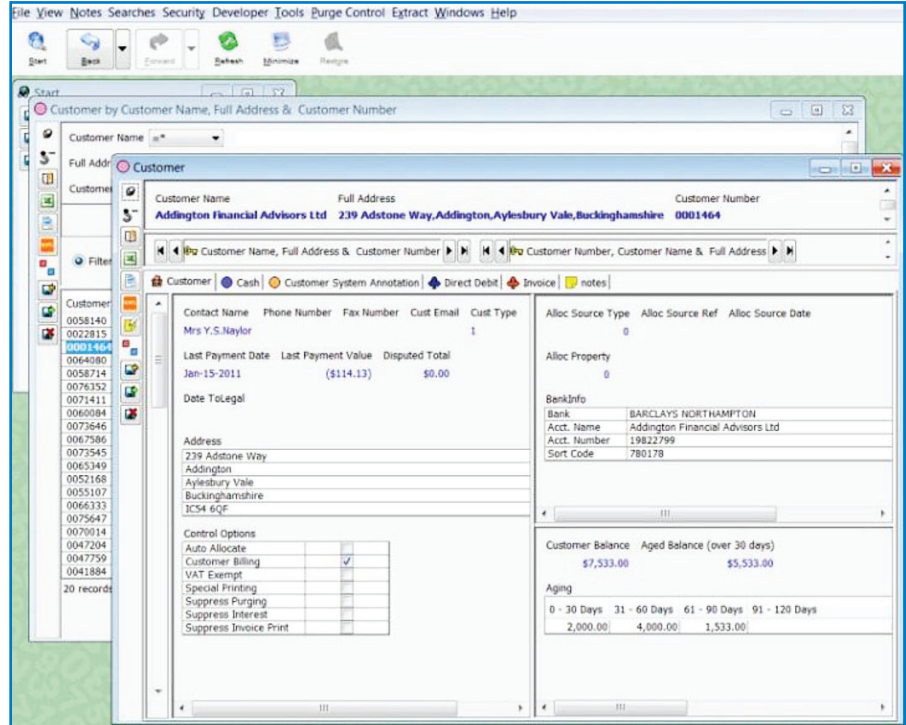 File View Notes Searches Security Developer Tools Purge Control Extract Windows Help
Start Back Forward Refresh Minimize Restore
Start
Customer by Customer Name, Full Address & Customer Number
Customer Name =*
Full Addr
Custome
Filte
Customer
0058140
0022815
0001464
0064080
0058714
0076352
0071411
0060084
0073646
0067586
0073545
0065349
0052168
0055107
0066333
0075647
0070014
0047204
0047759
0041884
20 records
Customer
Customer Name Full Address Customer Number
Addington Financial Advisors Ltd 239 Adstone Way,Addington,Aylesbury Vale,Buckinghamshire 0001464
Customer Name, Full Address & Customer Number Customer Number, Customer Name & Full Address
Customer Cash Customer System Annotation Direct Debit Invoice notes
Contact Name Phone Number Fax Number Cust Email Cust Type
Mrs Y.S.Naylor 1
Last Payment Date Last Payment Value Disputed Total
Jan-15-2011 ($114.13) $0.00
Date ToLegal
Address
239 Adstone Way
Addington
Aylesbury Vale
Buckinghamshire
IC54 6QF
Control Options
Auto Allocate
Customer Billing
VAT Exempt
Special Printing
Suppress Purging
Suppress Interest
Suppress Invoice Print
Alloc Source Type Alloc Source Ref Alloc Source Date
0
Alloc Property
0
BankInfo
Bank BARCLAYS NORTHAMPTON
Acct. Name Addington Financial Advisors Ltd
Acct. Number 19822799
Sort Code 780178
Customer Balance Aged Balance (over 30 days)
$7,533.00 $5,533.00
Aging
0 - 30 Days 31 - 60 Days 61 - 90 Days 91 - 120 Days
2,000.00 4,000.00 1,533.00